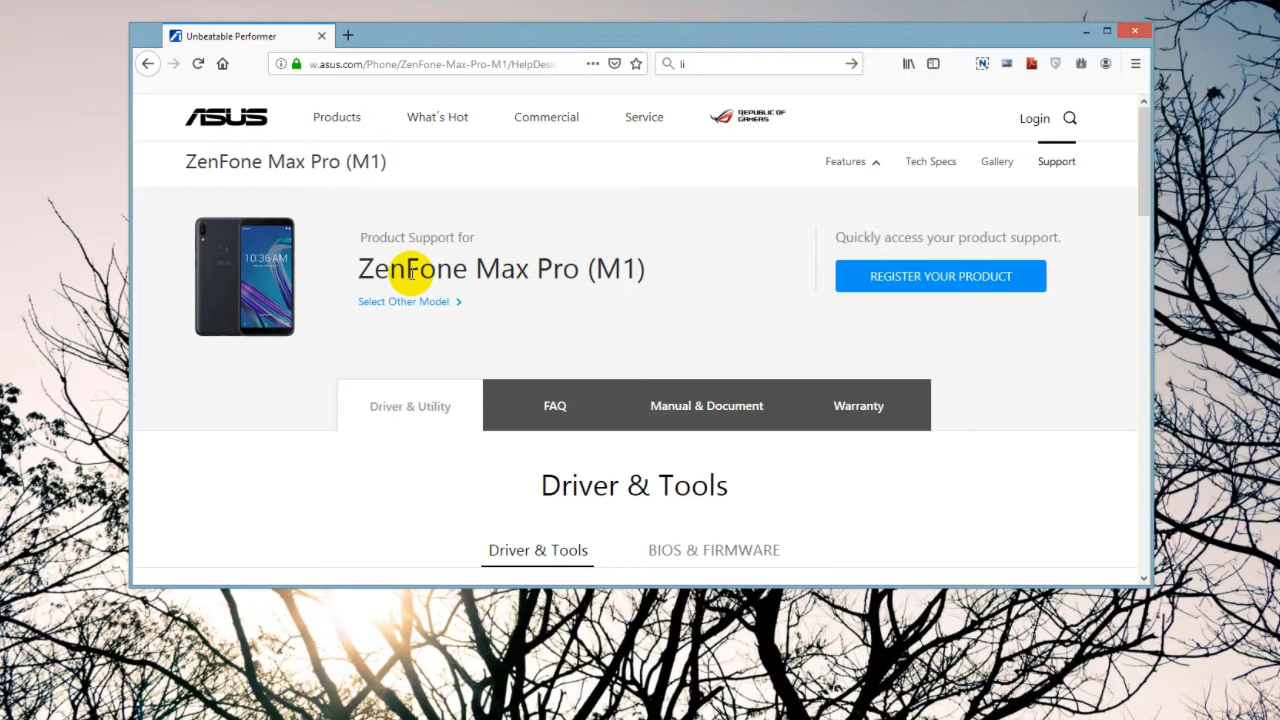 Unbeatable Performer
w.asus.com/Phone/ZenFone-Max-Pro-M1/HelpDesk
li
ASUS
Products
What's Hot
Commercial
Service
REPUBLIC OF GAMERS
Login
ZenFone Max Pro (M1)
Features
Tech Specs
Gallery
Support
10:36 AM
Product Support for
ZenFone Max Pro (M1)
Select Other Model
Quickly access your product support.
REGISTER YOUR PRODUCT
Driver & Utility
FAQ
Manual & Document
Warranty
Driver & Tools
Driver & Tools
BIOS & FIRMWARE